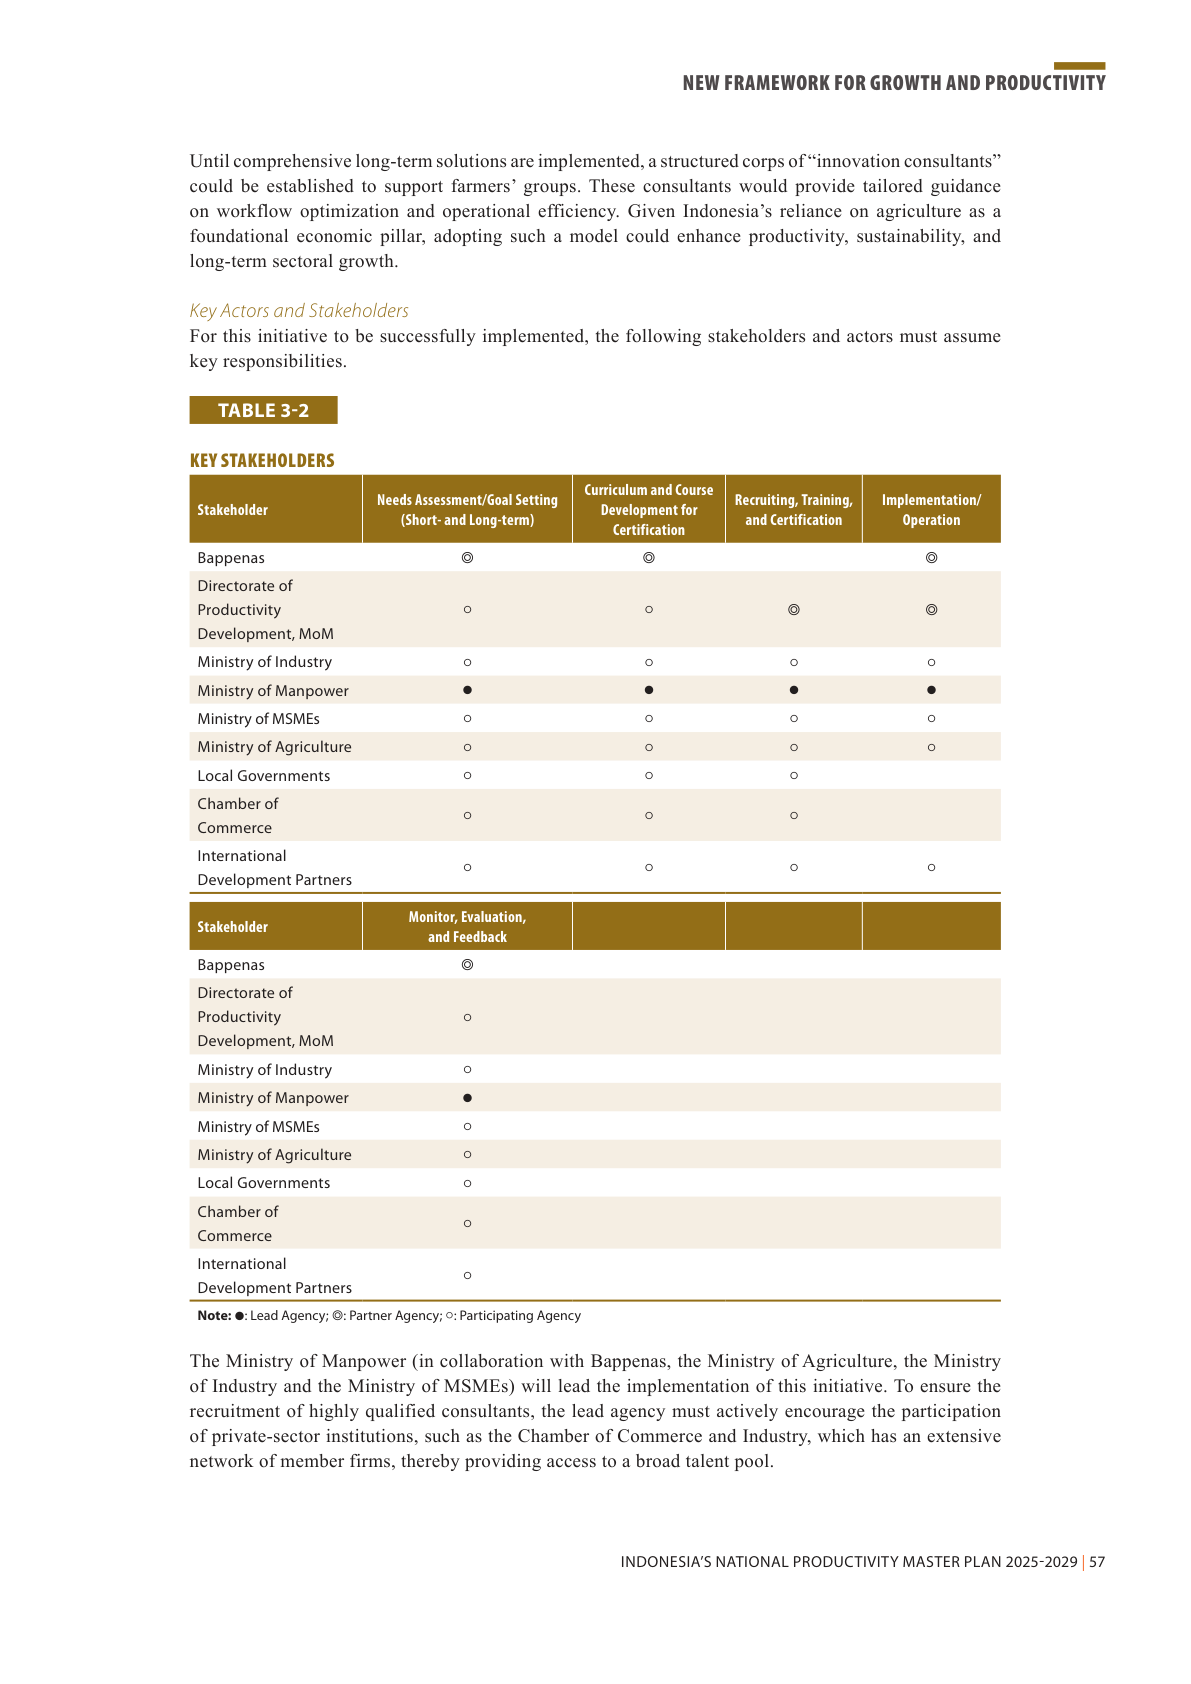 NEW FRAMEWORK FOR GROWTH AND PRODUCTIVITY
Until comprehensive long-term solutions are implemented, a structured corps of “innovation consultants”
could be established to support farmers’ groups. These consultants would provide tailored guidance
on workflow optimization and operational efficiency. Given Indonesia’s reliance on agriculture as a
foundational economic pillar, adopting such a model could enhance productivity, sustainability, and
long-term sectoral growth.
Key Actors and Stakeholders
For this initiative to be successfully implemented, the following stakeholders and actors must assume
key responsibilities.
TABLE 3-2
KEY STAKEHOLDERS
Stakeholder
Needs Assessment/Goal Setting
(Short- and Long-term)
Curriculum and Course
Development for
Certification
Recruiting, Training,
and Certification
Implementation/
Operation
Bappenas ◎ ◎ ◎
Directorate of
Productivity ○ ○ ◎ ◎
Development, MoM
Ministry of Industry ○ ○ ○ ○
Ministry of Manpower ● ● ● ●
Ministry of MSMEs ○ ○ ○ ○
Ministry of Agriculture ○ ○ ○ ○
Local Governments ○ ○ ○
Chamber of
Commerce ○ ○ ○
International
Development Partners ○ ○ ○ ○
Stakeholder
Monitor, Evaluation,
and Feedback
Bappenas ◎
Directorate of
Productivity ○
Development, MoM
Ministry of Industry ○
Ministry of Manpower ●
Ministry of MSMEs ○
Ministry of Agriculture ○
Local Governments ○
Chamber of
Commerce ○
International
Development Partners ○
Note: ●: Lead Agency; ◎: Partner Agency; ○: Participating Agency
The Ministry of Manpower (in collaboration with Bappenas, the Ministry of Agriculture, the Ministry
of Industry and the Ministry of MSMEs) will lead the implementation of this initiative. To ensure the
recruitment of highly qualified consultants, the lead agency must actively encourage the participation
of private-sector institutions, such as the Chamber of Commerce and Industry, which has an extensive
network of member firms, thereby providing access to a broad talent pool.
INDONESIA’S NATIONAL PRODUCTIVITY MASTER PLAN 2025-2029 | 57